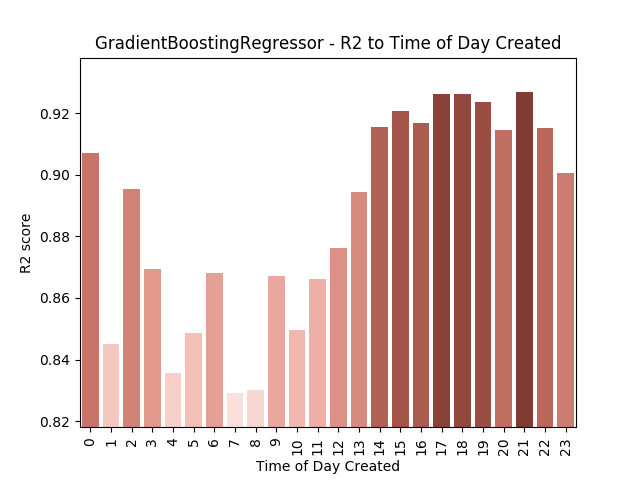 GradientBoostingRegressor - R2 to Time of Day Created
0.92
0.90
0.88
0.86
0.84
0.82
R2 score
0 1 2 3 4 5 6 7 8 9 10 11 12 13 14 15 16 17 18 19 20 21 22 23
Time of Day Created